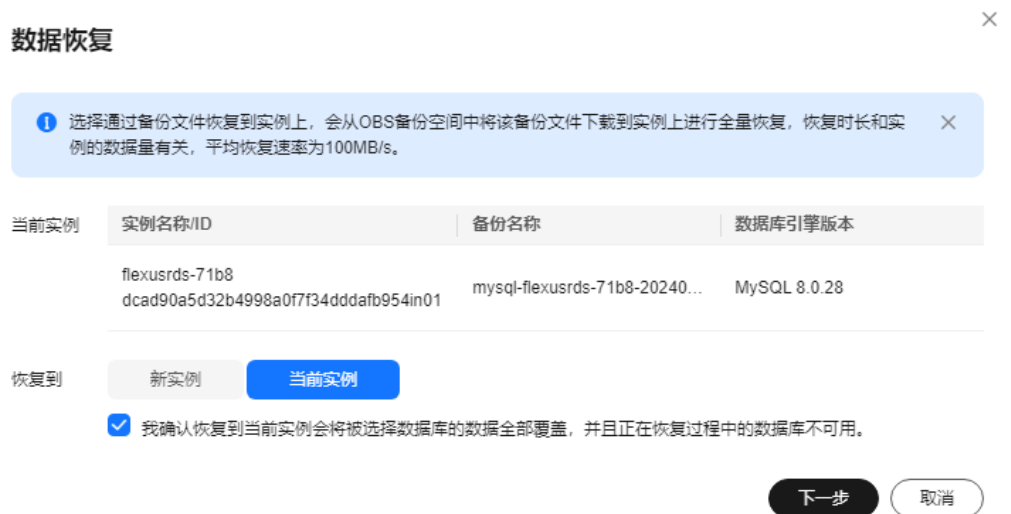 数据恢复
选择通过备份文件恢复到实例上，会从OBS备份空间中将该备份文件下载到实例上进行全量恢复，恢复时长和实
例的数据量有关，平均恢复速率为100MB/s。
当前实例 实例名称/ID 备份名称 数据库引擎版本
flexusrds-71b8
dcad90a5d32b4998a0f7f34dddafb954in01 mysql-flexusrds-71b8-20240... MySQL 8.0.28
恢复到 新实例 当前实例
我确认恢复到当前实例会将被选择数据库的数据全部覆盖，并且正在恢复过程中的数据库不可用。
下一步 取消